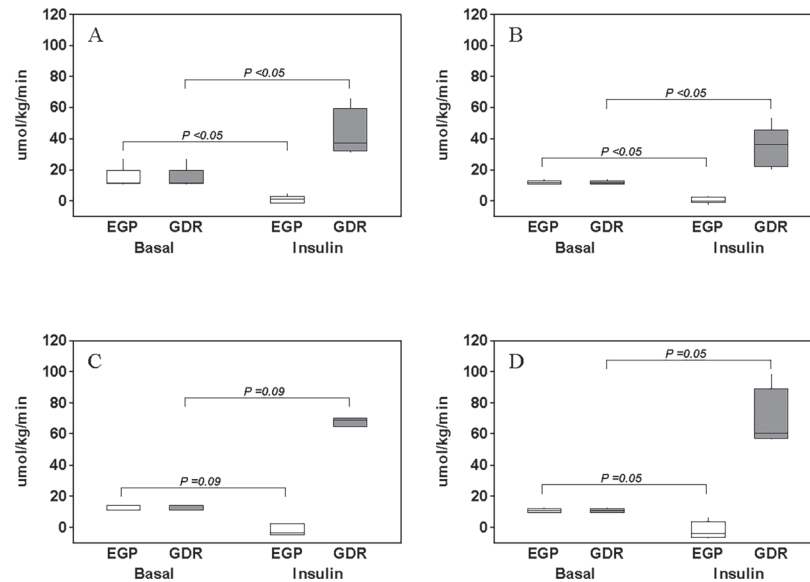 A
120
100
80
60
40
20
0
umol/kg/min
P <0.05
P <0.05
EGP GDR EGP GDR
Basal Insulin
B
120
100
80
60
40
20
0
umol/kg/min
P <0.05
P <0.05
EGP GDR EGP GDR
Basal Insulin
C
120
100
80
60
40
20
0
umol/kg/min
P =0.09
P =0.09
EGP GDR EGP GDR
Basal Insulin
D
120
100
80
60
40
20
0
umol/kg/min
P =0.05
P =0.05
EGP GDR EGP GDR
Basal Insulin